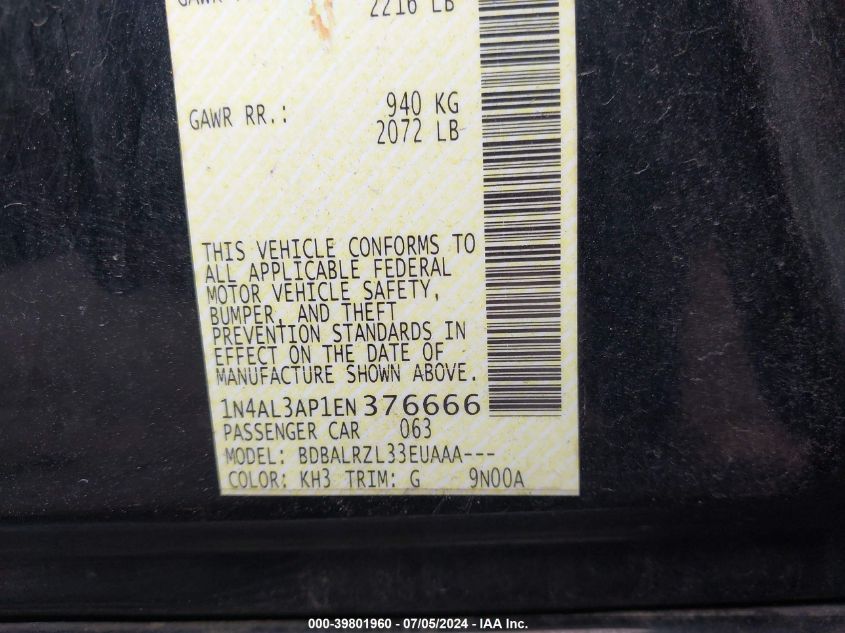 2216 LB
GAWR RR.: 940 KG
2072 LB
THIS VEHICLE CONFORMS TO
ALL APPLICABLE FEDERAL
MOTOR VEHICLE SAFETY,
BUMPER, AND THEFT
PREVENTION STANDARDS IN
EFFECT ON THE DATE OF
MANUFACTURE SHOWN ABOVE.
1N4AL3AP1EN 376666
PASSENGER CAR 063
MODEL: BDBALRZL33EUAAA---
COLOR: KH3 TRIM: G 9N00A
000-39801960 - 07/05/2024 - IAA Inc.